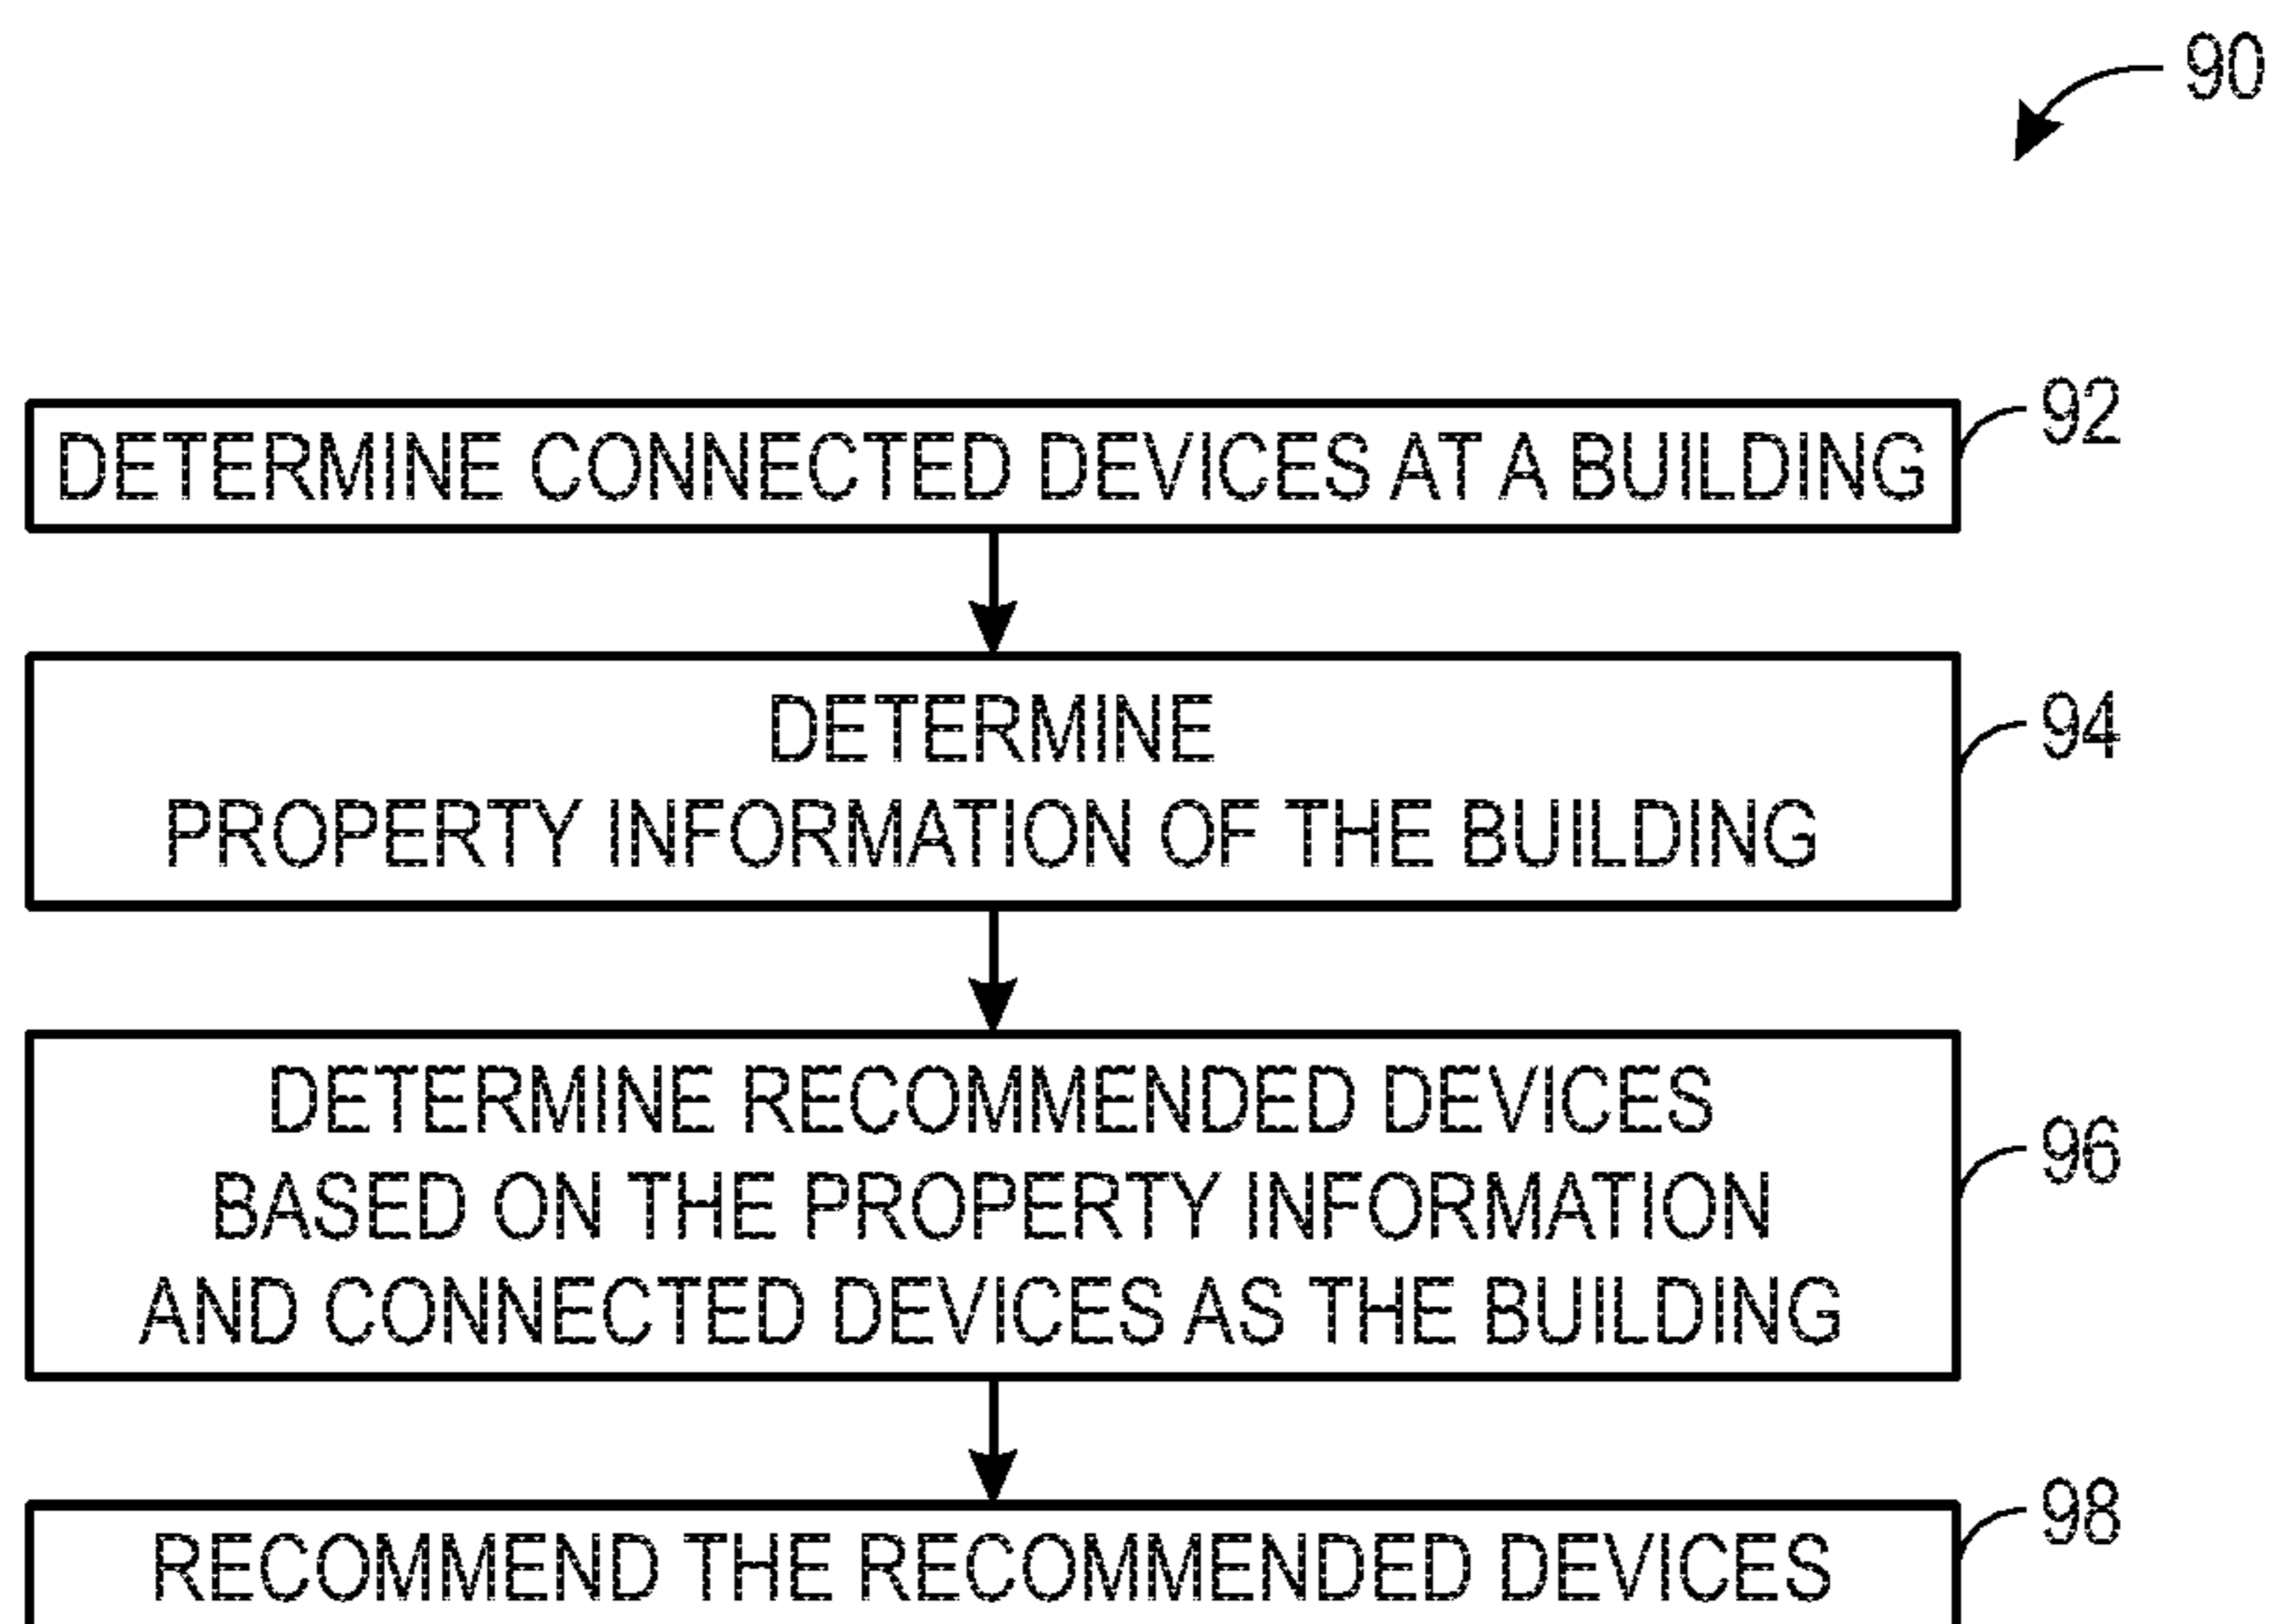 90
DETERMINE CONNECTED DEVICES AT A BUILDING
92
DETERMINE
PROPERTY INFORMATION OF THE BUILDING
94
DETERMINE RECOMMENDED DEVICES
BASED ON THE PROPERTY INFORMATION
AND CONNECTED DEVICES AS THE BUILDING
96
RECOMMEND THE RECOMMENDED DEVICES
98